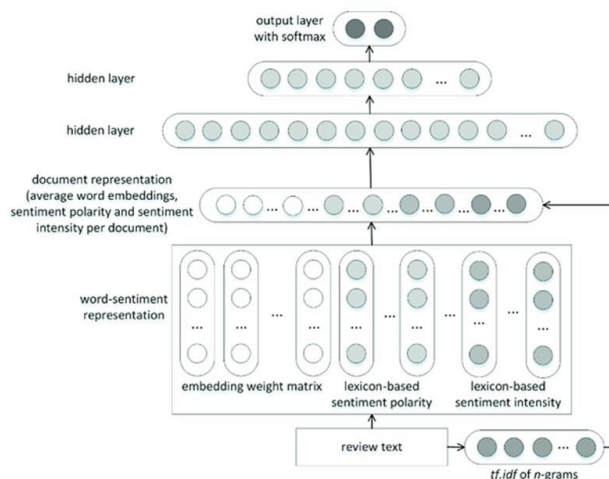 output layer
with softmax
hidden layer
...
hidden layer
...
document representation
(average word embeddings,
sentiment polarity and sentiment
intensity per document)
... ... ... ... ... ... ...
word-sentiment
representation
... ... ... ...
... ... ... ... ... ...
embedding weight matrix
lexicon-based
sentiment polarity
lexicon-based
sentiment intensity
review text
...
tf.idf of n-grams